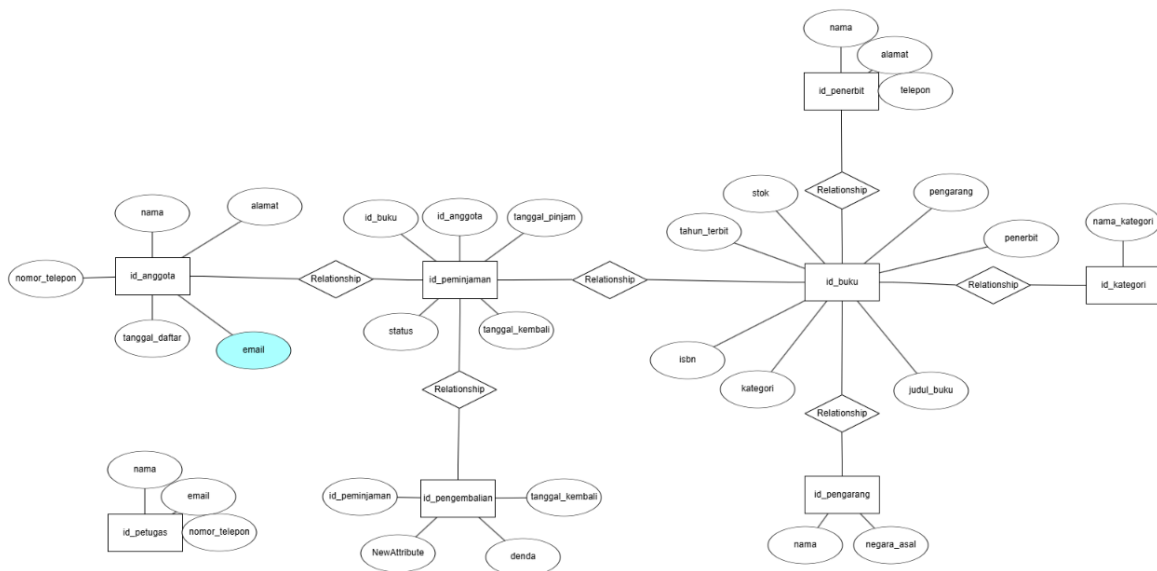 nama
alamat
telepon
id_penerbit
Relationship
stok
pengarang
tahun_terbit
penerbit
nama_kategori
id_buku
Relationship
id_kategori
isbn
kategori
judul_buku
Relationship
id_pengarang
nama
negara_asal
nama
alamat
nomor_telepon
id_anggota
tanggal_daftar
email
Relationship
id_buku
id_anggota
tanggal_pinjam
id_peminjaman
Relationship
status
tanggal_kembali
Relationship
id_peminjaman
id_pengembalian
tanggal_kembali
NewAttribute
denda
nama
email
id_petugas
nomor_telepon